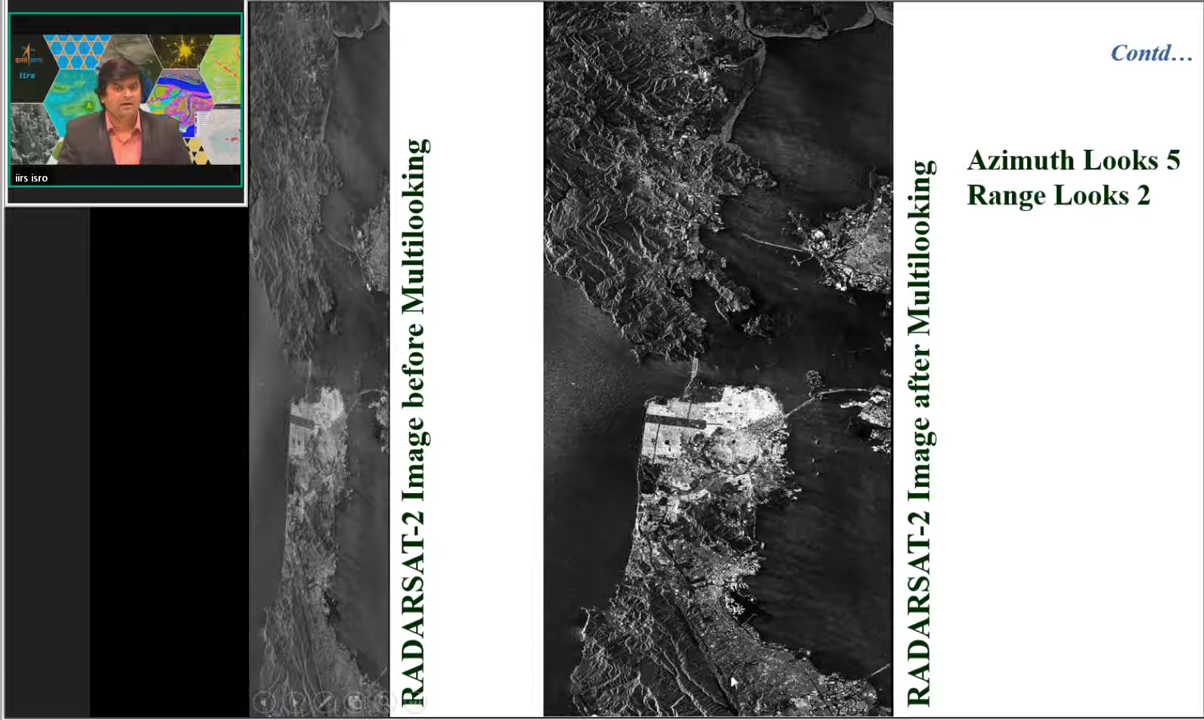 iirs
iirs isro
RADARSAT-2 Image before Multilooking
RADARSAT-2 Image after Multilooking
Contd…
Azimuth Looks 5
Range Looks 2